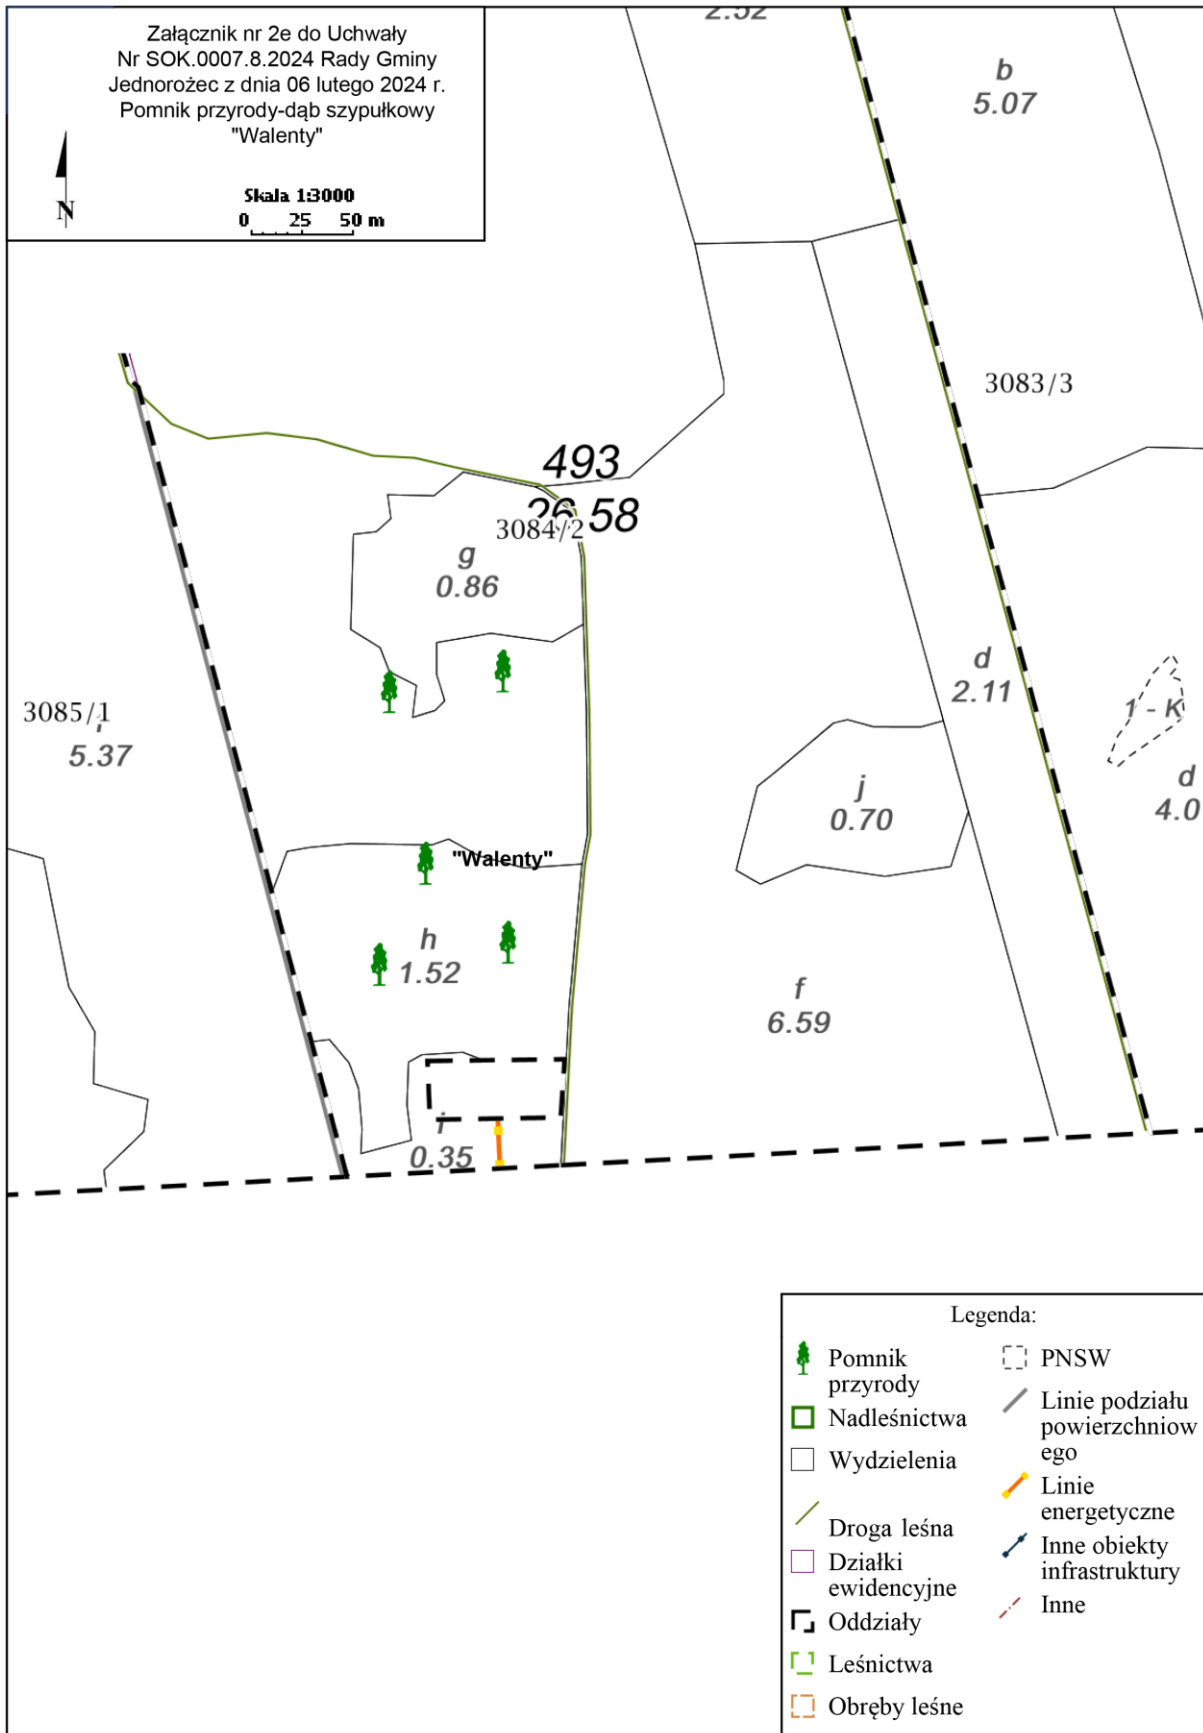 Załącznik nr 2e do Uchwały
Nr SOK.0007.8.2024 Rady Gminy
Jednorożec z dnia 06 lutego 2024 r.
Pomnik przyrody-dąb szypułkowy
"Walenty"
N
Skala 1:3000
0 25 50 m
2.52
b
5.07
3083/3
493
26.58
3084/2
g
0.86
d
2.11
3085/1
5.37
1 - K
d
4.0
j
0.70
"Walenty"
h
1.52
f
6.59
i
0.35
Legenda:
Pomnik
przyrody
Nadleśnictwa
Wydzielenia
Droga leśna
Działki
ewidencyjne
Oddziały
Leśnictwa
Obręby leśne
PNSW
Linie podziału
powierzchniow
ego
Linie
energetyczne
Inne obiekty
infrastruktury
Inne